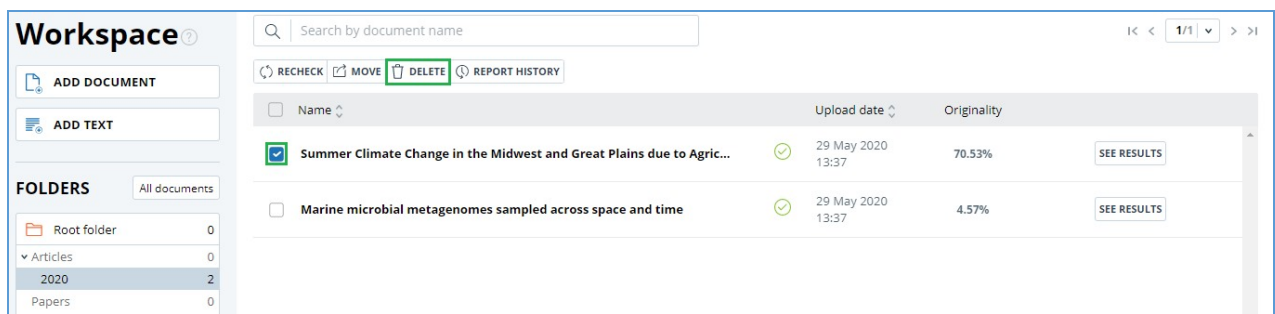 Workspace
Search by document name
1/1
ADD DOCUMENT
RECHECK MOVE DELETE REPORT HISTORY
Name Upload date Originality
ADD TEXT
Summer Climate Change in the Midwest and Great Plains due to Agric... 29 May 2020 70.53% SEE RESULTS
13:37
FOLDERS All documents
Marine microbial metagenomes sampled across space and time 29 May 2020 4.57% SEE RESULTS
13:37
Root folder 0
Articles 0
2020 2
Papers 0